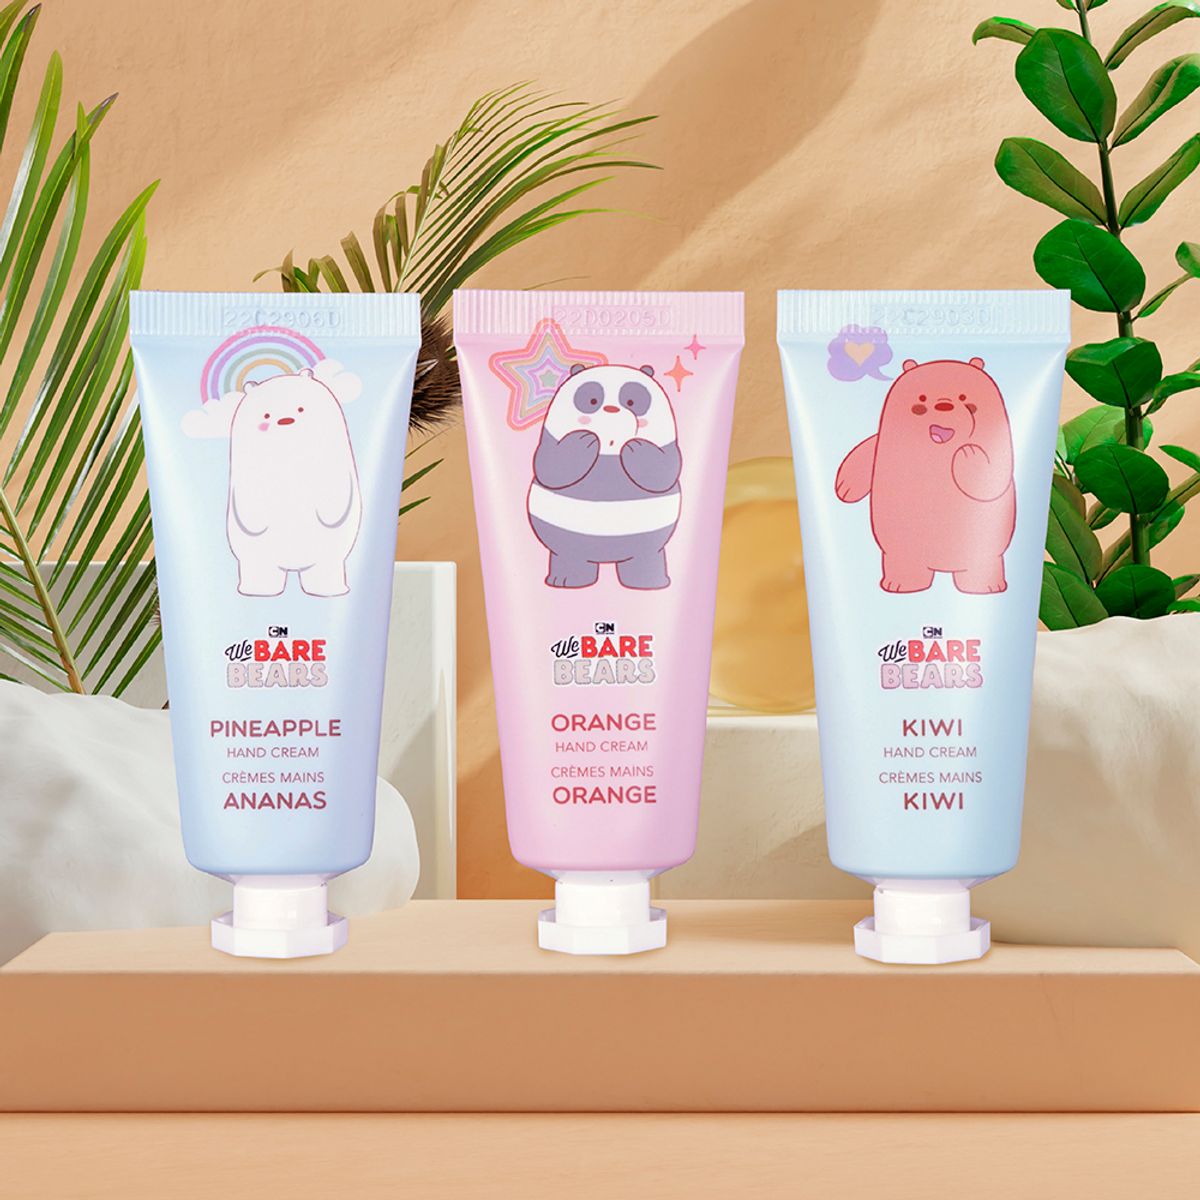 22C2906D
CN
We BARE
BEARS
PINEAPPLE
HAND CREAM
CRÈMES MAINS
ANANAS
22D0205D
CN
We BARE
BEARS
ORANGE
HAND CREAM
CRÈMES MAINS
ORANGE
22C2903D
CN
We BARE
BEARS
KIWI
HAND CREAM
CRÈMES MAINS
KIWI